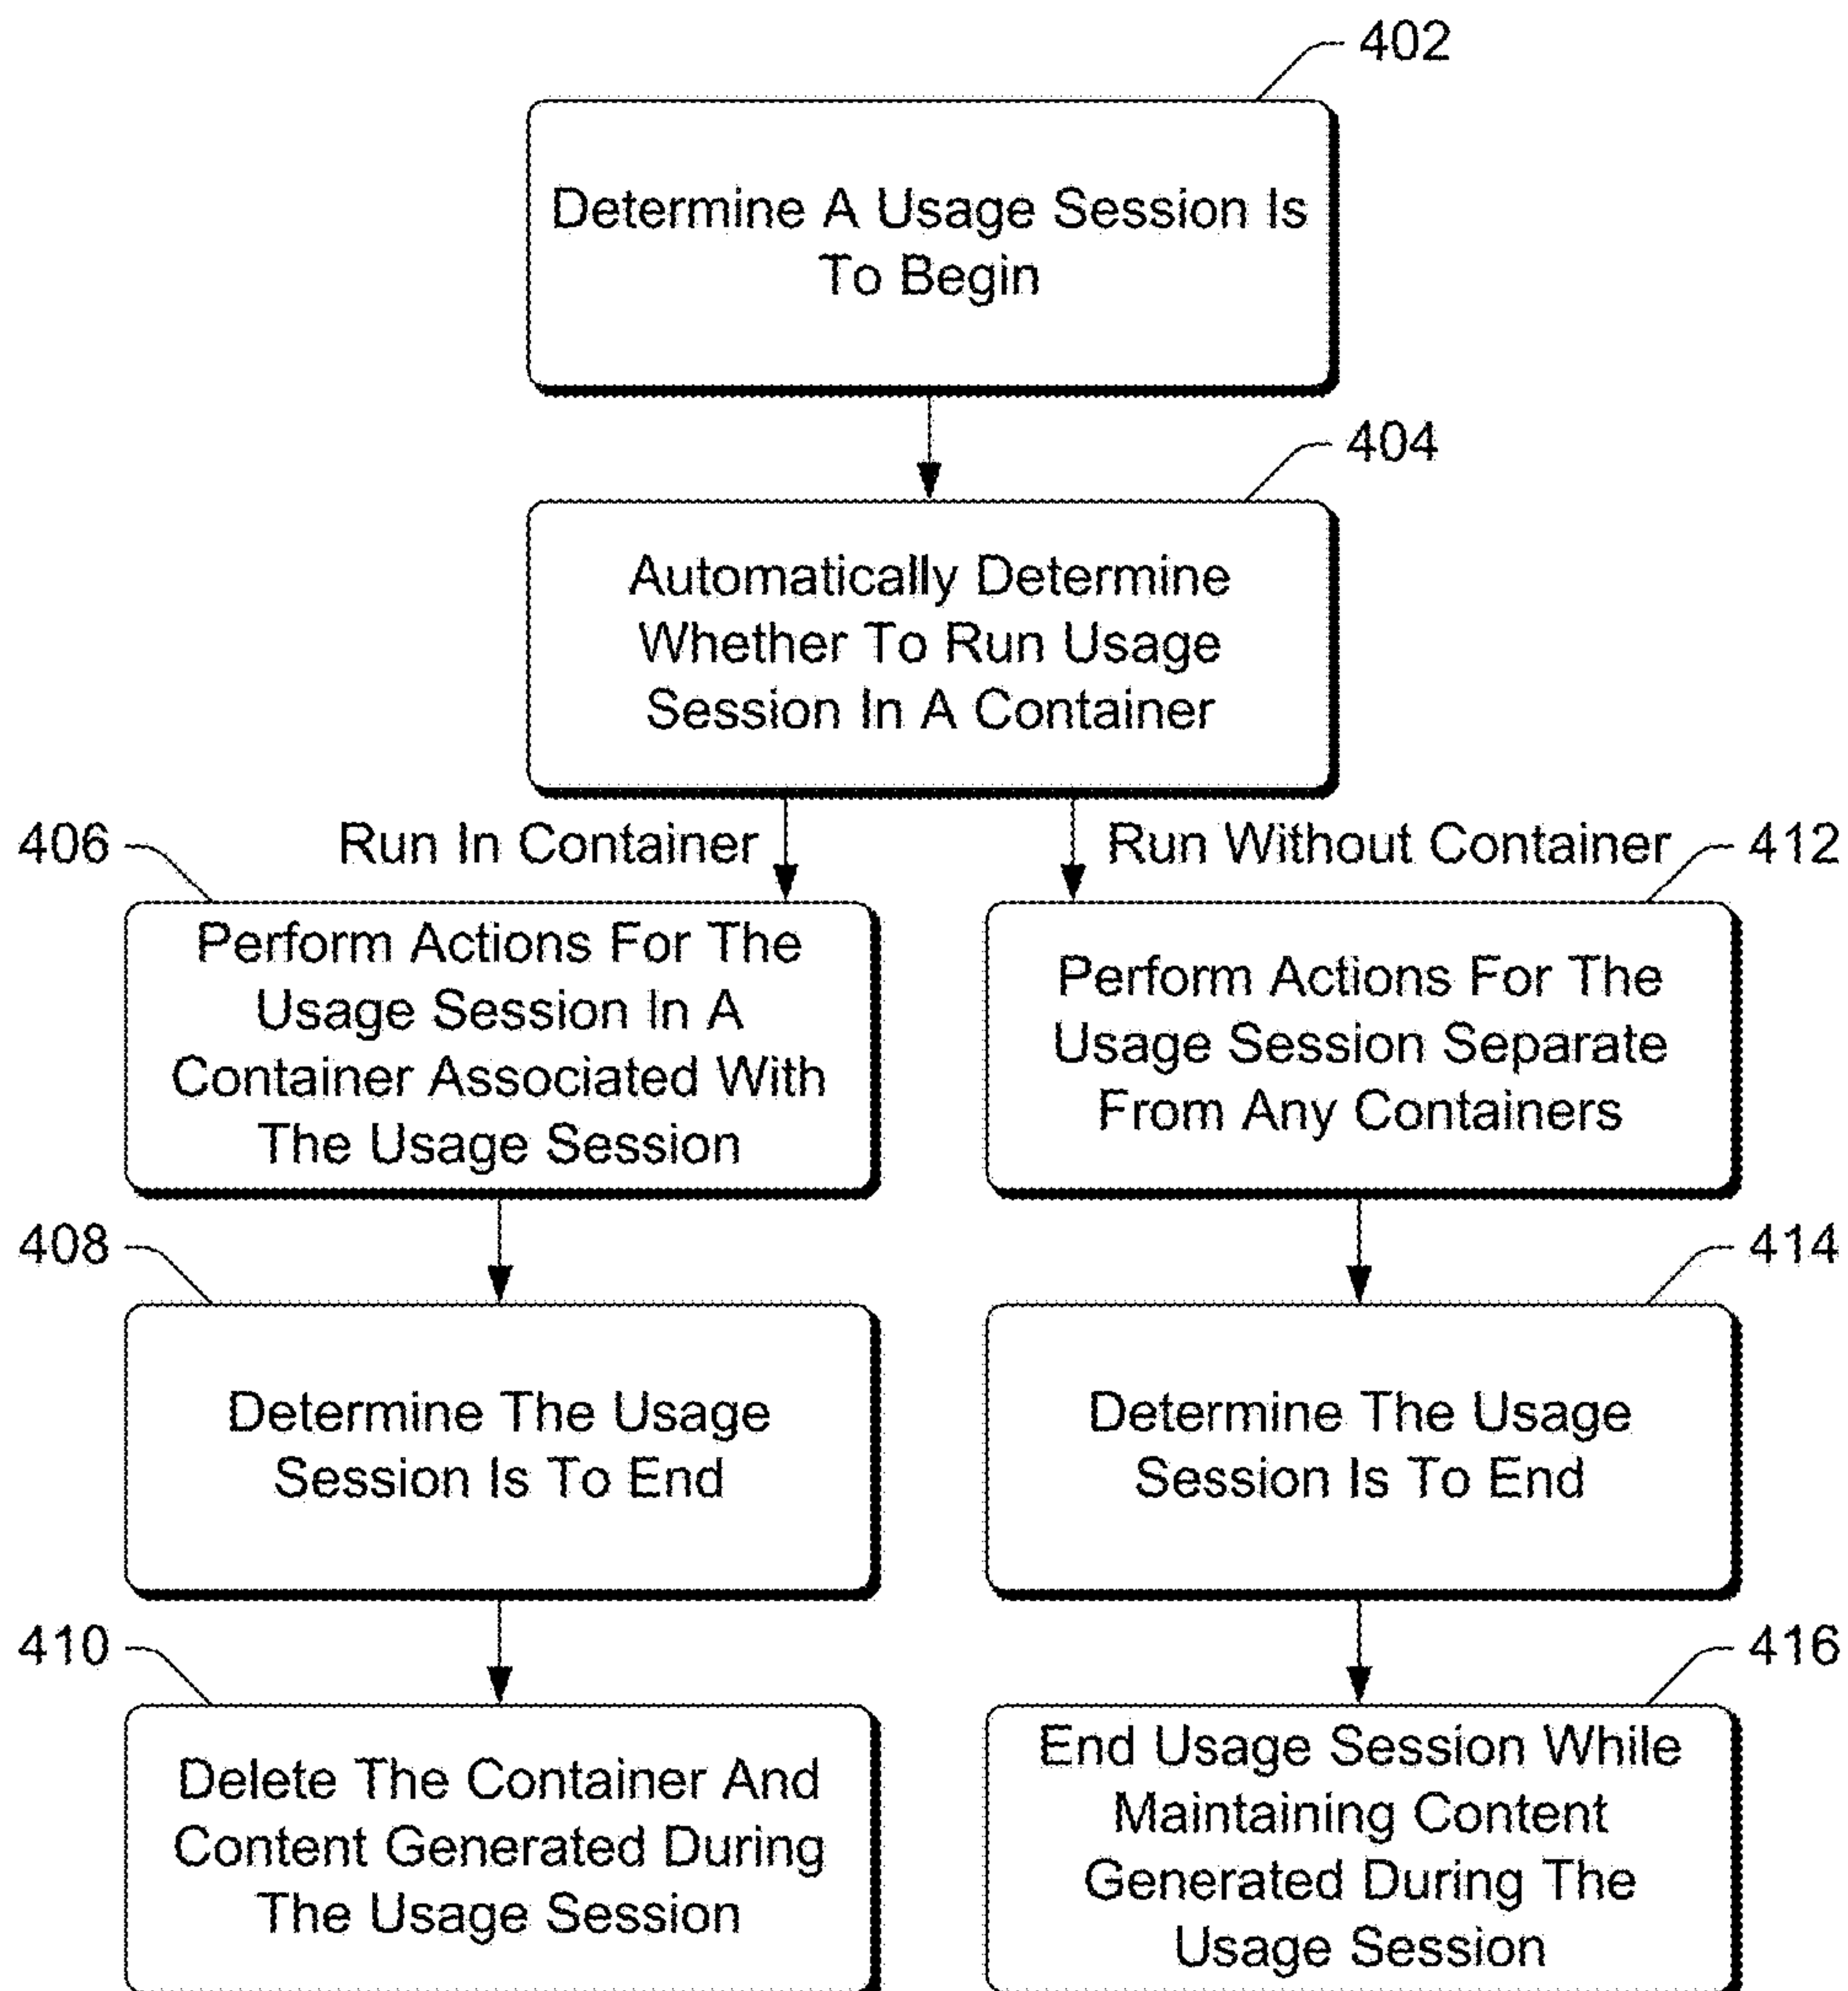 402
Determine A Usage Session Is
To Begin
404
Automatically Determine
Whether To Run Usage
Session In A Container
406
Run In Container
Run Without Container
412
Perform Actions For The
Usage Session In A
Container Associated With
The Usage Session
Perform Actions For The
Usage Session Separate
From Any Containers
408
414
Determine The Usage
Session Is To End
Determine The Usage
Session Is To End
410
416
Delete The Container And
Content Generated During
The Usage Session
End Usage Session While
Maintaining Content
Generated During The
Usage Session